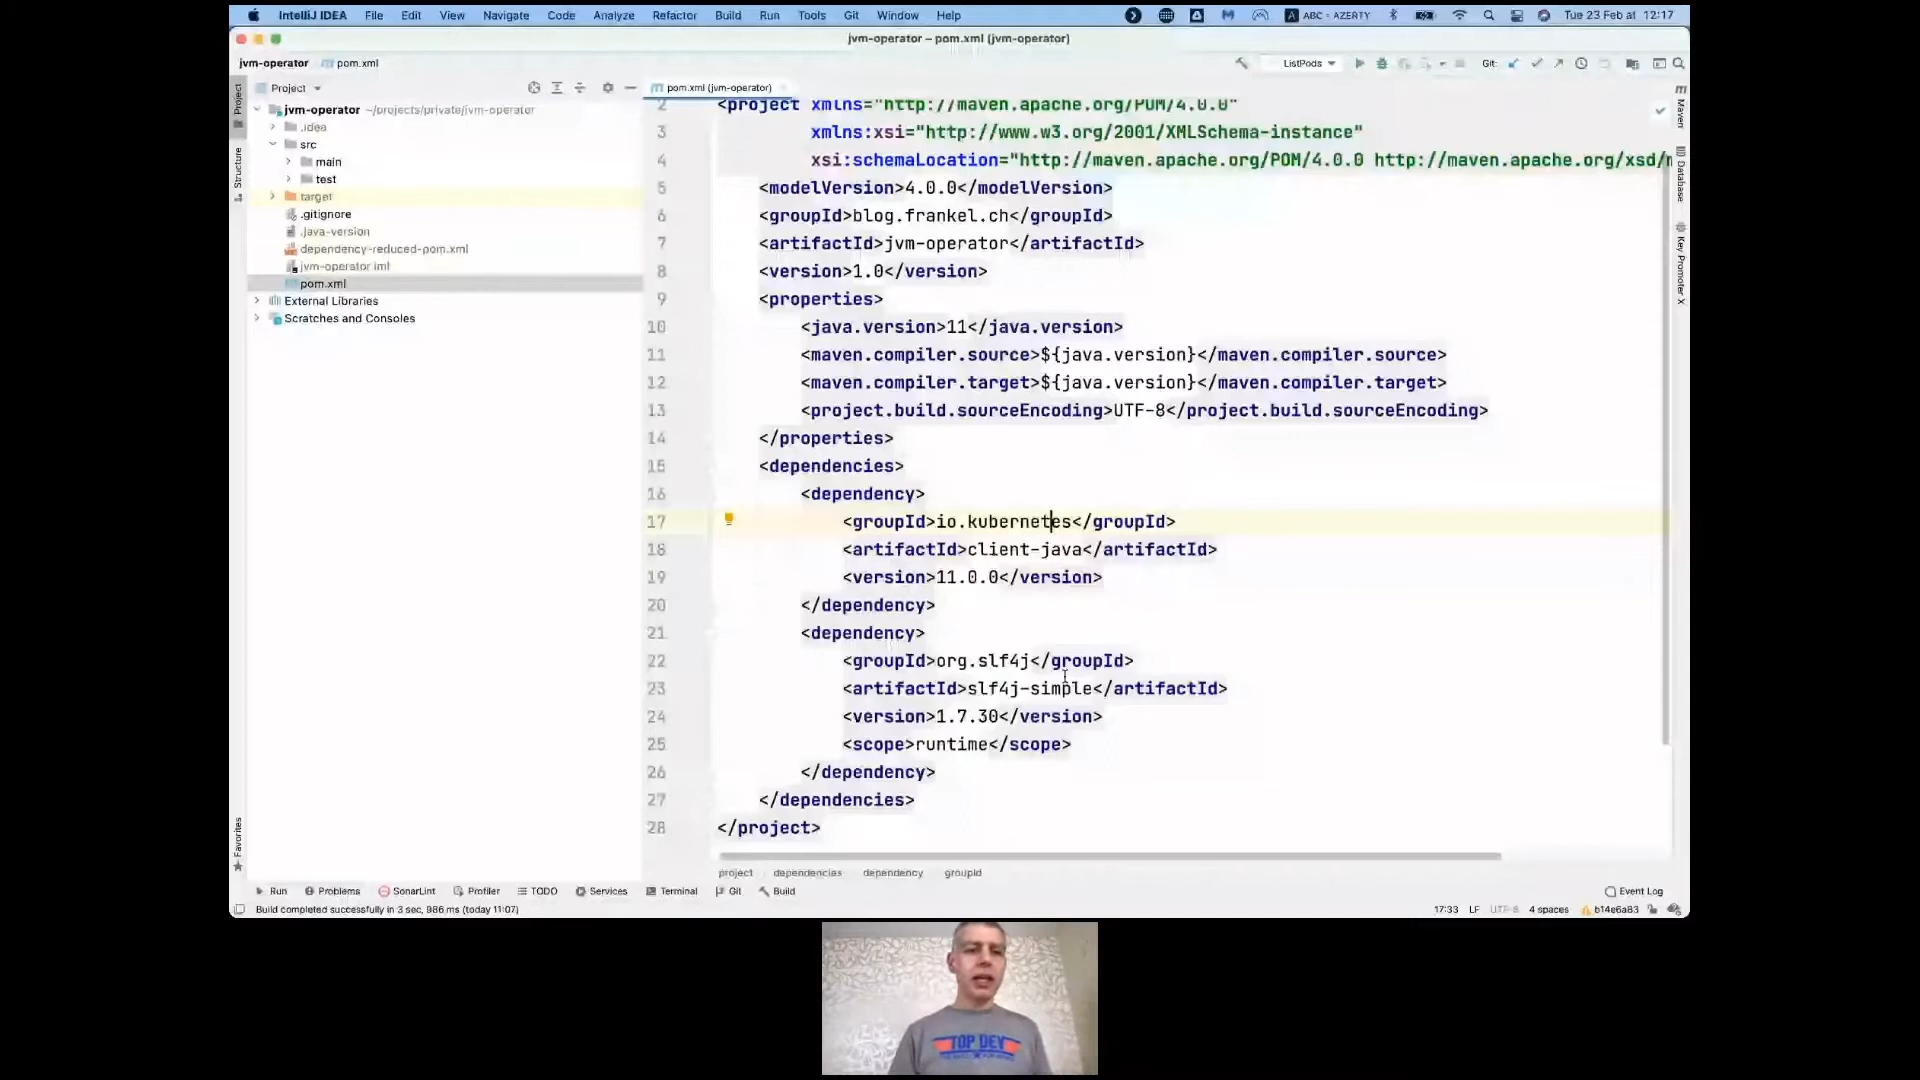 IntelliJ IDEA File Edit View Navigate Code Analyze Refactor Build Run Tools Git Window Help ABC - AZERTY Tue 23 Feb at 12:17
jvm-operator – pom.xml (jvm-operator)
jvm-operator pom.xml ListPods Git:
Project pom.xml (jvm-operator)
jvm-operator ~/projects/private/jvm-operator
.idea
src
main
test
target
.gitignore
.java-version
dependency-reduced-pom.xml
jvm-operator.iml
pom.xml
External Libraries
Scratches and Consoles
Project
Structure
Favorites
2 <project xmlns="http://maven.apache.org/POM/4.0.0"
3 xmlns:xsi="http://www.w3.org/2001/XMLSchema-instance"
4 xsi:schemaLocation="http://maven.apache.org/POM/4.0.0 http://maven.apache.org/xsd/
5 <modelVersion>4.0.0</modelVersion>
6 <groupId>blog.frankel.ch</groupId>
7 <artifactId>jvm-operator</artifactId>
8 <version>1.0</version>
9 <properties>
10 <java.version>11</java.version>
11 <maven.compiler.source>${java.version}</maven.compiler.source>
12 <maven.compiler.target>${java.version}</maven.compiler.target>
13 <project.build.sourceEncoding>UTF-8</project.build.sourceEncoding>
14 </properties>
15 <dependencies>
16 <dependency>
17 <groupId>io.kubernetes</groupId>
18 <artifactId>client-java</artifactId>
19 <version>11.0.0</version>
20 </dependency>
21 <dependency>
22 <groupId>org.slf4j</groupId>
23 <artifactId>slf4j-simple</artifactId>
24 <version>1.7.30</version>
25 <scope>runtime</scope>
26 </dependency>
27 </dependencies>
28 </project>
Maven
Database
Key Promoter X
project dependencies dependency groupId
Run Problems SonarLint Profiler TODO Services Terminal Git Build Event Log
Build completed successfully in 3 sec, 986 ms (today 11:07) 17:33 LF UTF-8 4 spaces b14e6a83
TOP DEV